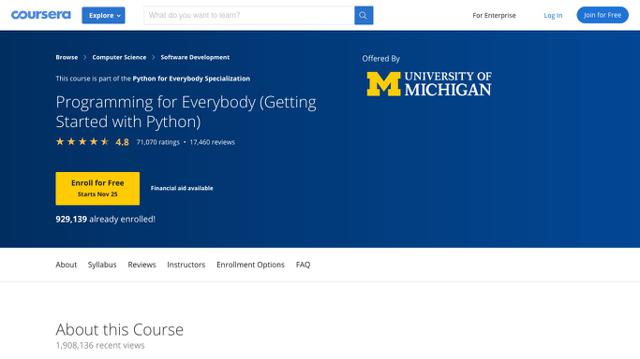 coursera
Explore
What do you want to learn?
For Enterprise
Log In
Join for Free
Browse > Computer Science > Software Development
Offered By
This course is part of the Python for Everybody Specialization
M UNIVERSITY OF
MICHIGAN
Programming for Everybody (Getting
Started with Python)
4.8 71,070 ratings • 17,460 reviews
Enroll for Free
Starts Nov 25
Financial aid available
929,139 already enrolled!
About Syllabus Reviews Instructors Enrollment Options FAQ
About this Course
1,908,136 recent views